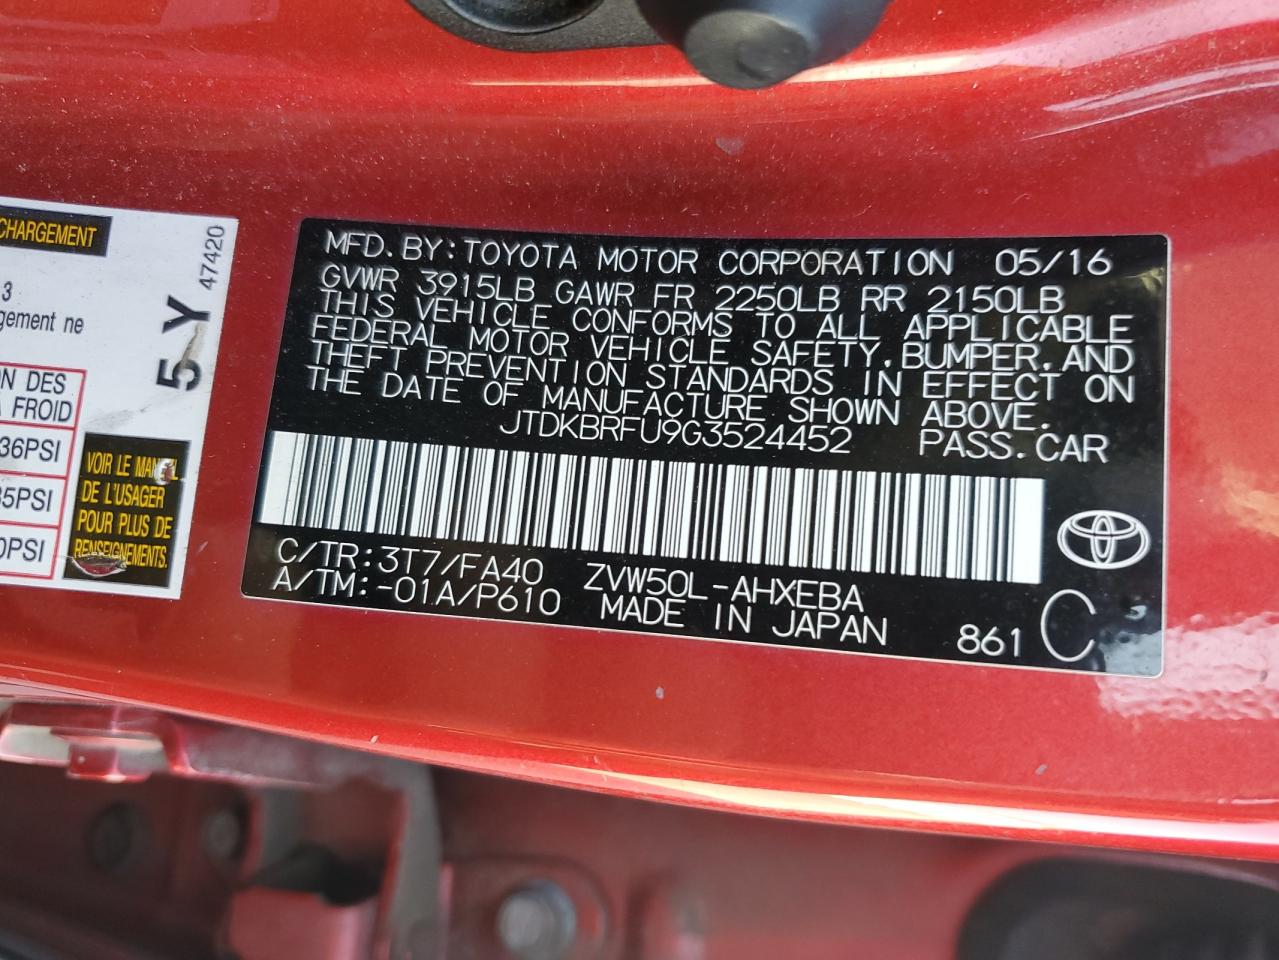 CHARGEMENT
3
gement ne
5Y
47420
ON DES
A FROID
36PSI
35PSI
0PSI
VOIR LE MANUEL
DE L'USAGER
POUR PLUS DE
RENSEIGNEMENTS.
MFD.BY:TOYOTA MOTOR CORPORATION 05/16
GVWR 3915LB GAWR FR 2250LB RR 2150LB
THIS VEHICLE CONFORMS TO ALL APPLICABLE
FEDERAL MOTOR VEHICLE SAFETY,BUMPER,AND
THEFT PREVENTION STANDARDS IN EFFECT ON
THE DATE OF MANUFACTURE SHOWN ABOVE.
JTDKBRFU9G3524452 PASS.CAR
C/TR:3T7/FA40 ZVW50L-AHXEBA
A/TM:-01A/P610 MADE IN JAPAN 861 C